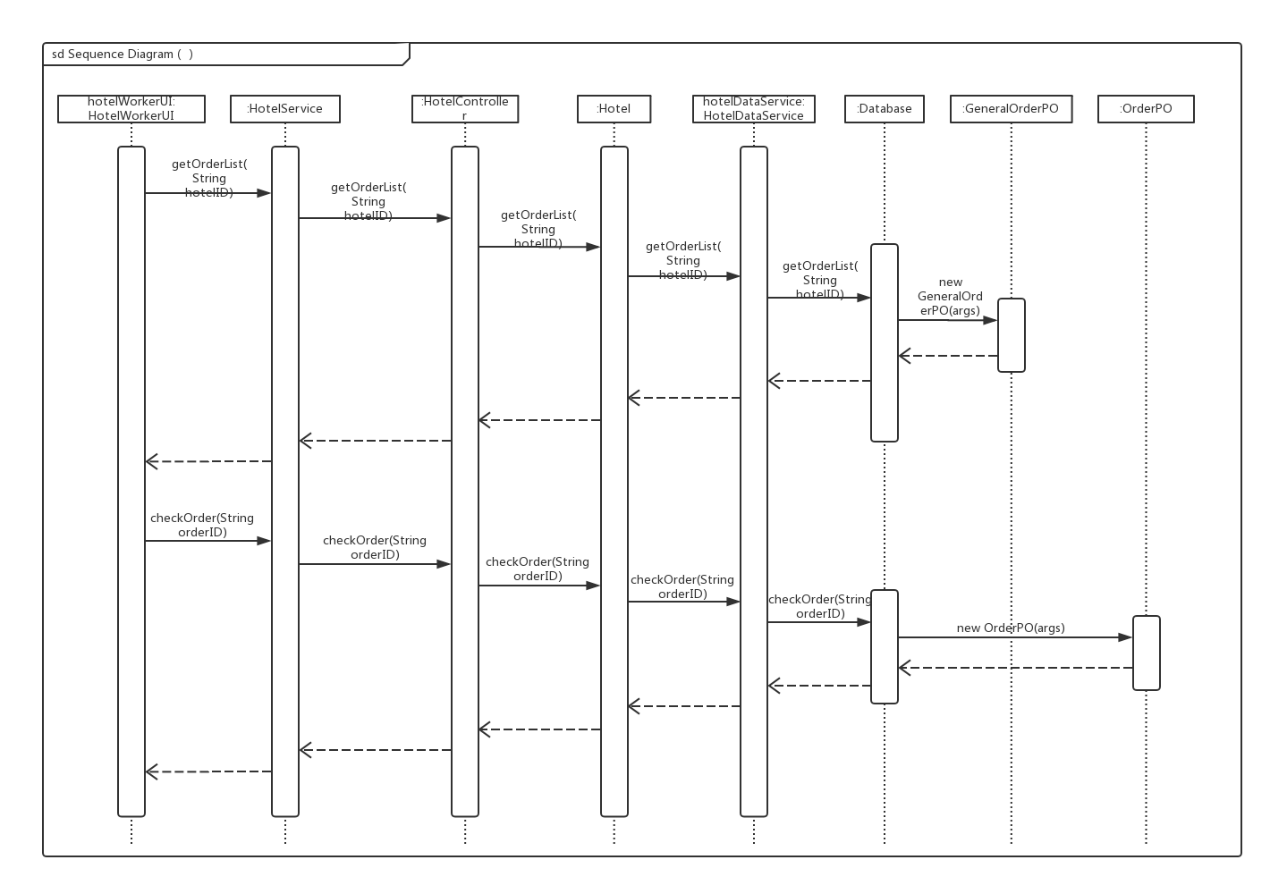 sd Sequence Diagram (  )
hotelWorkerUI:
HotelWorkerUI
:HotelService
:HotelControlle
r
:Hotel
hotelDataService:
HotelDataService
:Database
:GeneralOrderPO
:OrderPO
getOrderList(
String
hotelID)
getOrderList(
String
hotelID)
getOrderList(
String
hotelID)
getOrderList(
String
hotelID)
getOrderList(
String
hotelID)
new
GeneralOrd
erPO(args)
checkOrder(String
orderID)
checkOrder(String
orderID)
checkOrder(String
orderID)
checkOrder(String
orderID)
checkOrder(String
orderID)
new OrderPO(args)